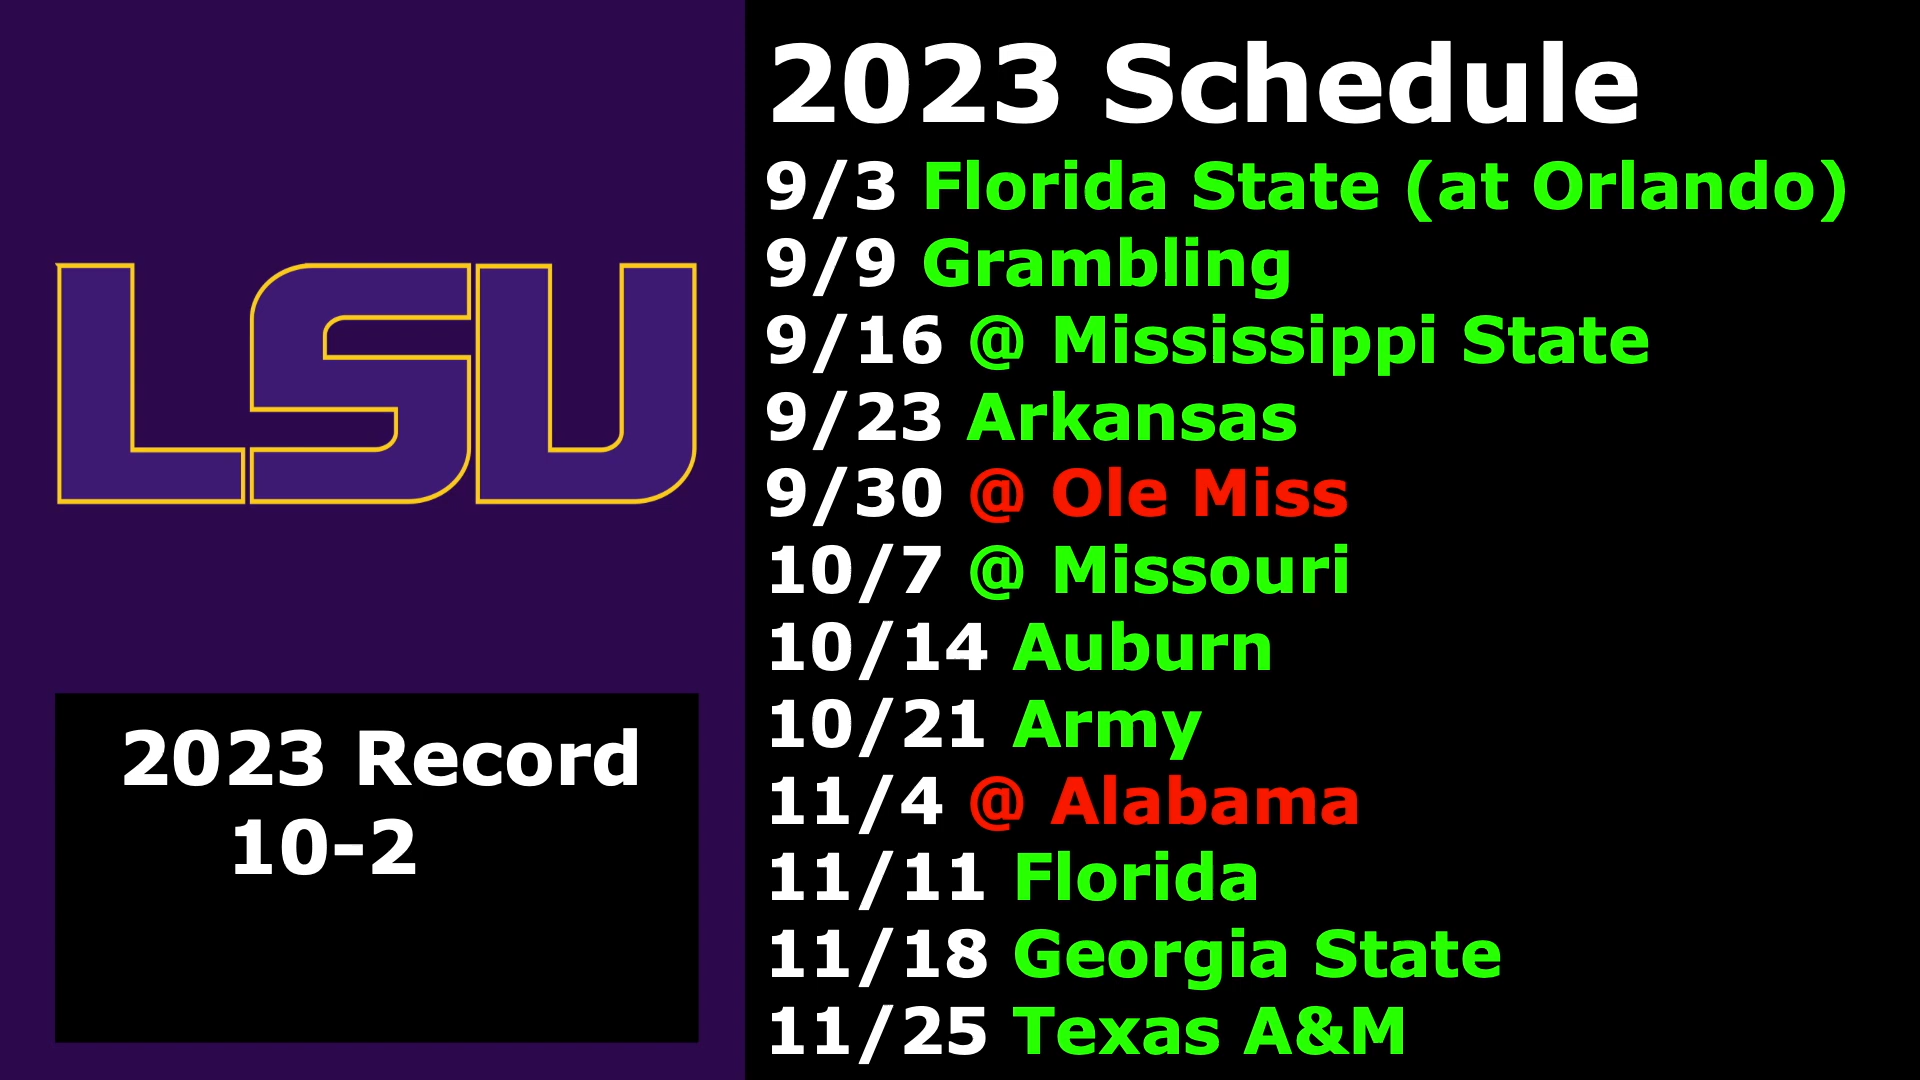 LSU
2023 Record
10-2
2023 Schedule
9/3 Florida State (at Orlando)
9/9 Grambling
9/16 @ Mississippi State
9/23 Arkansas
9/30 @ Ole Miss
10/7 @ Missouri
10/14 Auburn
10/21 Army
11/4 @ Alabama
11/11 Florida
11/18 Georgia State
11/25 Texas A&M